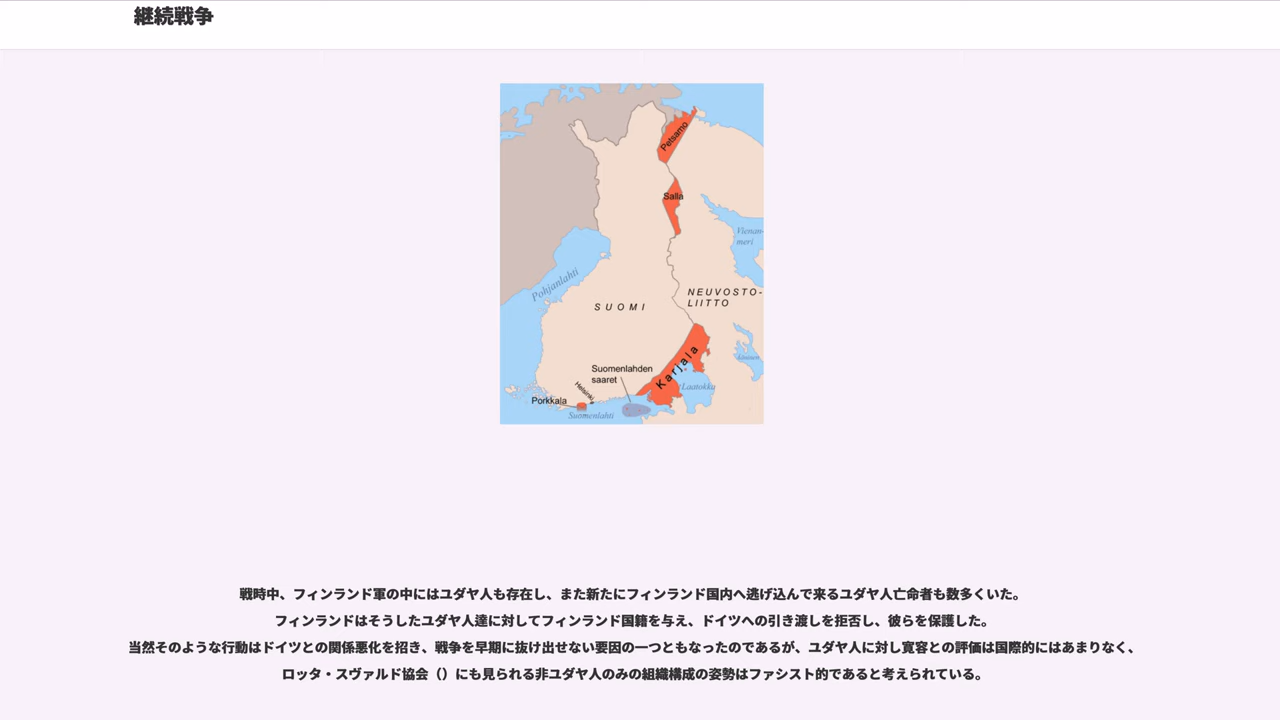 継続戦争
Petsamo
Salla
Vienan-
meri
Pohjanlahti
NEUVOSTO-
LIITTO
SUOMI
Karjala
Suomenlahden
saaret
Laatokka
Helsinki
Porkkala
Suomenlahti
戦時中、フィンランド軍の中にはユダヤ人も存在し、また新たにフィンランド国内へ逃げ込んで来るユダヤ人亡命者も数多くいた。
フィンランドはそうしたユダヤ人達に対してフィンランド国籍を与え、ドイツへの引き渡しを拒否し、彼らを保護した。
当然そのような行動はドイツとの関係悪化を招き、戦争を早期に抜け出せない要因の一つともなったのであるが、ユダヤ人に対し寛容との評価は国際的にはあまりなく、
ロッタ・スヴァルド協会（）にも見られる非ユダヤ人のみの組織構成の姿勢はファシスト的であると考えられている。